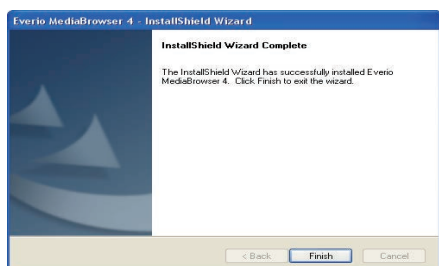 Everio MediaBrowser 4 - InstallShield Wizard
InstallShield Wizard Complete
The InstallShield Wizard has successfully installed Everio
MediaBrowser 4. Click Finish to exit the wizard.
< Back
Finish
Cancel